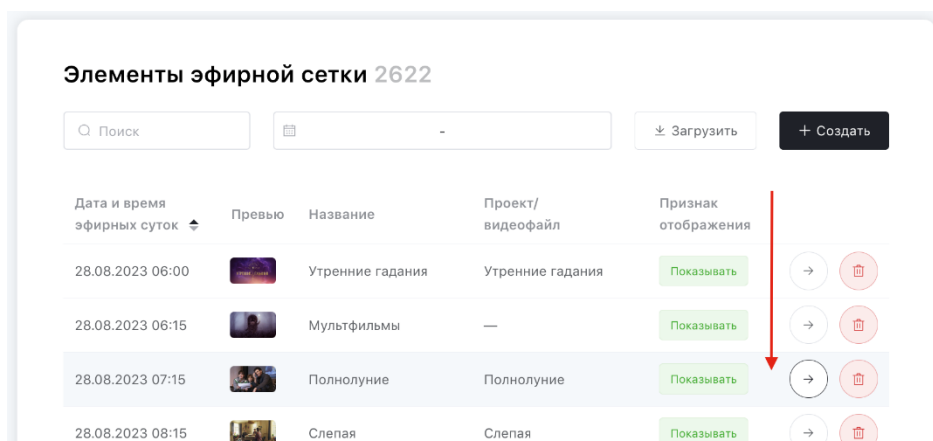 Элементы эфирной сетки 2622
Поиск
-
Загрузить
+ Создать
Дата и время эфирных суток
Превью
Название
Проект/ видеофайл
Признак отображения
28.08.2023 06:00 Утренние гадания Утренние гадания Показывать
28.08.2023 06:15 Мультфильмы — Показывать
28.08.2023 07:15 Полнолуние Полнолуние Показывать
28.08.2023 08:15 Слепая Слепая Показывать